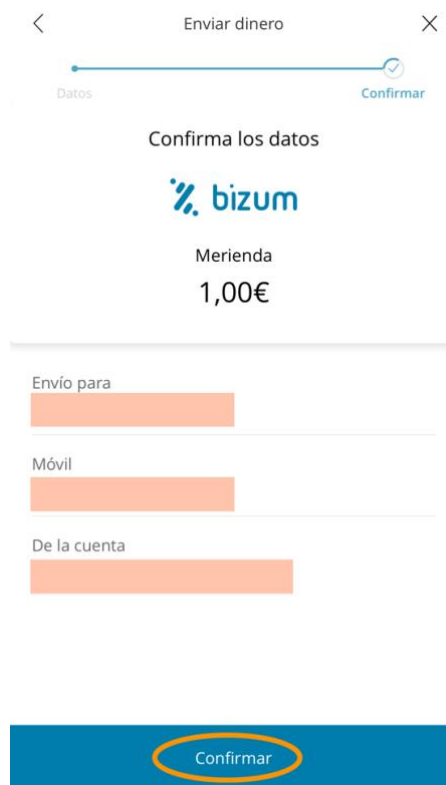 Enviar dinero
Datos
Confirmar
Confirma los datos
bizum
Merienda
1,00€
Envío para
Móvil
De la cuenta
Confirmar